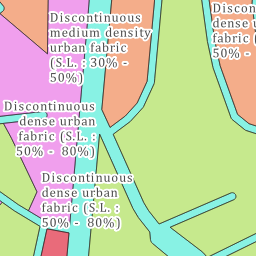 Discontinuous
medium density
urban fabric
(S.L. : 30% -
50%)
Discon
dense u
fabric (
50% -
Discontinuous
dense urban
fabric (S.L. :
50% - 80%)
Discontinuous
dense urban
fabric (S.L. :
50% - 80%)